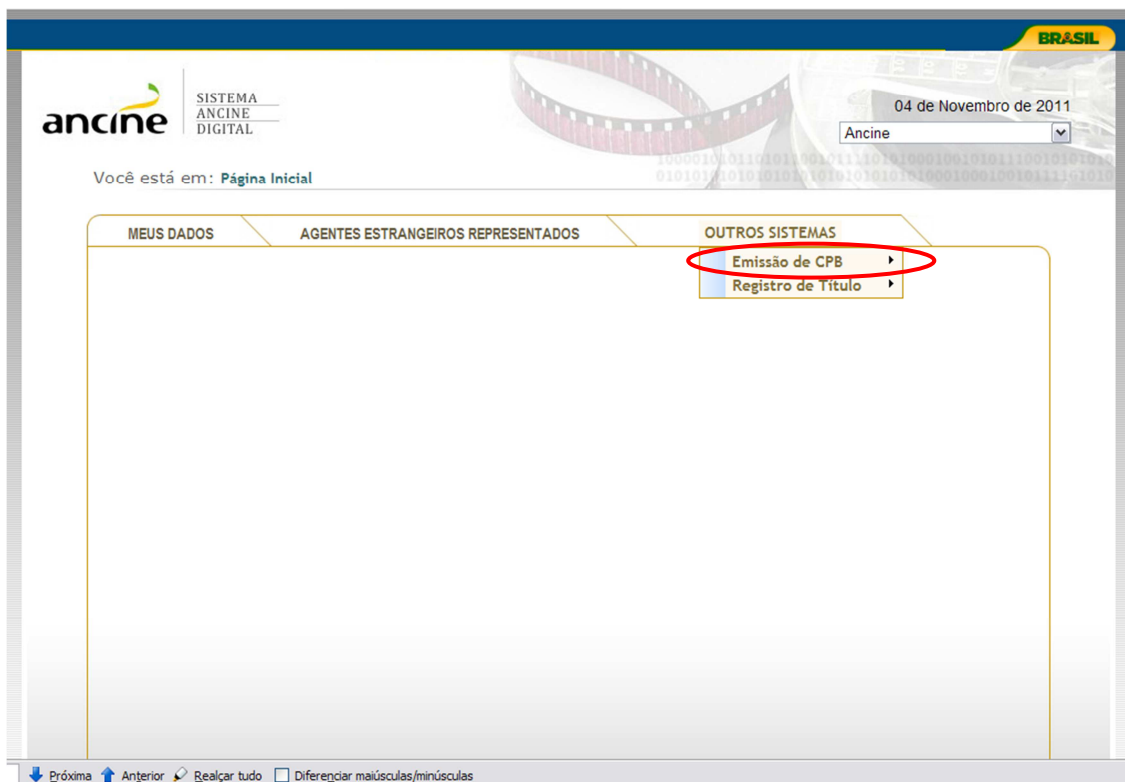 BRASIL
ancine
SISTEMA
ANCINE
DIGITAL
04 de Novembro de 2011
Ancine
Você está em: Página Inicial
MEUS DADOS AGENTES ESTRANGEIROS REPRESENTADOS OUTROS SISTEMAS
Emissão de CPB
Registro de Título
Próxima Anterior Realçar tudo Diferenciar maiúsculas/minúsculas